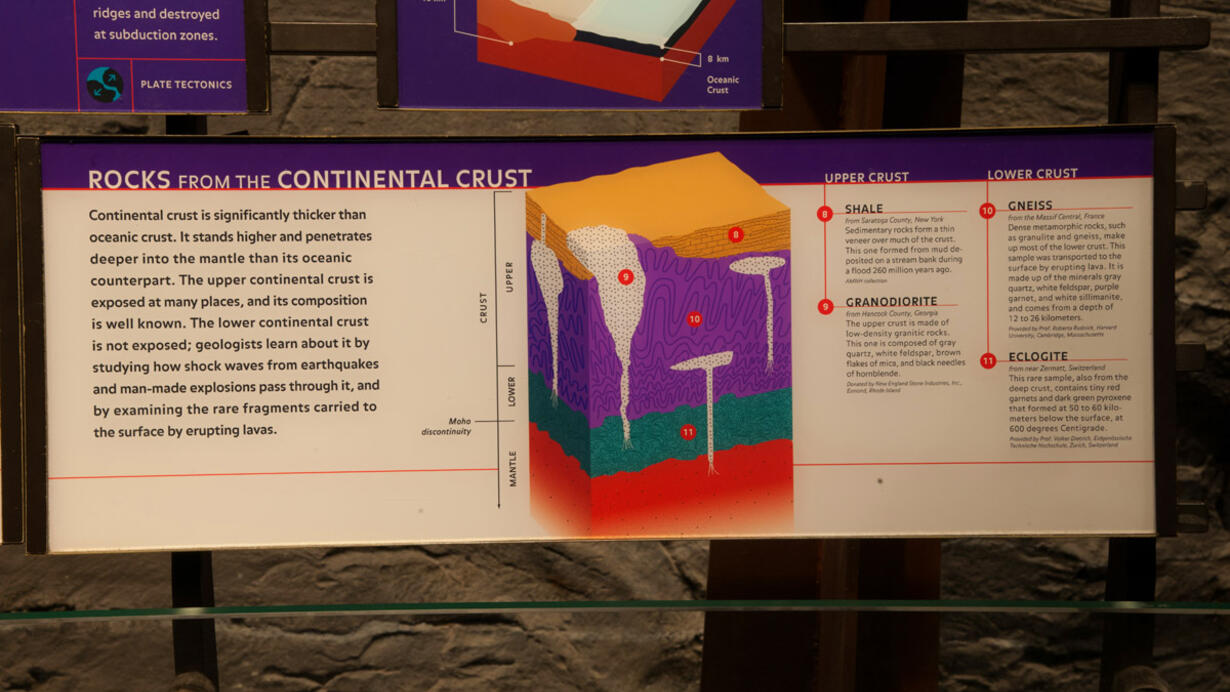 ridges and destroyed
at subduction zones.
PLATE TECTONICS
8 km
Oceanic
Crust
ROCKS FROM THE CONTINENTAL CRUST
Continental crust is significantly thicker than
oceanic crust. It stands higher and penetrates
deeper into the mantle than its oceanic
counterpart. The upper continental crust is
exposed at many places, and its composition
is well known. The lower continental crust
is not exposed; geologists learn about it by
studying how shock waves from earthquakes
and man-made explosions pass through it, and
by examining the rare fragments carried to
the surface by erupting lavas.
CRUST
UPPER
LOWER
Moho
discontinuity
MANTLE
8
9
10
11
UPPER CRUST
8
SHALE
from Saratoga County, New York
Sedimentary rocks form a thin
veneer over much of the crust.
This one formed from mud de-
posited on a stream bank during
a flood 260 million years ago.
AMNH collection
9
GRANODIORITE
from Hancock County, Georgia
The upper crust is made of
low-density granitic rocks.
This one is composed of gray
quartz, white feldspar, brown
flakes of mica, and black needles
of hornblende.
Donated by New England Stone Industries, Inc.,
Esmond, Rhode Island
LOWER CRUST
10
GNEISS
from the Massif Central, France
Dense metamorphic rocks, such
as granulite and gneiss, make
up most of the lower crust. This
sample was transported to the
surface by erupting lava. It is
made up of the minerals gray
quartz, white feldspar, purple
garnet, and white sillimanite,
and comes from a depth of
12 to 26 kilometers.
Provided by Prof. Roberta Rudnick, Harvard
University, Cambridge, Massachusetts
11
ECLOGITE
from near Zermatt, Switzerland
This rare sample, also from the
deep crust, contains tiny red
garnets and dark green pyroxene
that formed at 50 to 60 kilo-
meters below the surface, at
600 degrees Centigrade.
Provided by Prof. Volker Dietrich, Eidgenössische
Technische Hochschule, Zurich, Switzerland